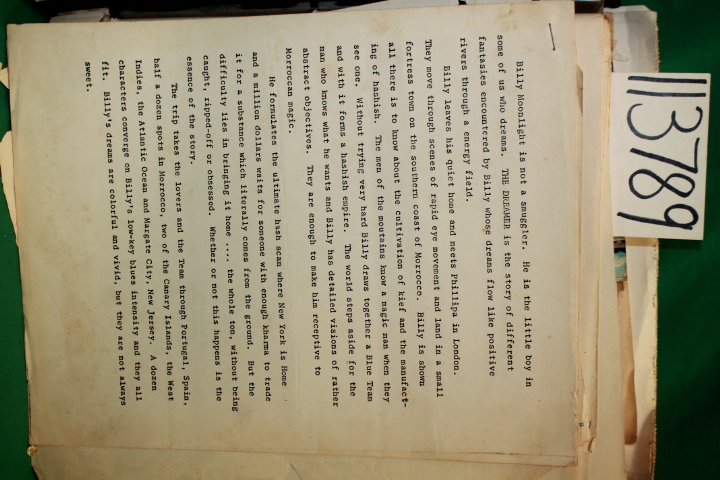 113789
Billy Moonlight is not a smuggler. He is the little boy in
some of us who dreams. THE DREAMER is the story of different
fantasies encountered by Billy whose dreams flow like positive
rivers through a energy field.
Billy leaves his quiet home and meets Phillipa in London.
They move through scenes of rapid eye movement and land in a small
fortress town on the southern coast of Morrocco. Billy is shown
all there is to know about the cultivation of kief and the manufact-
ing of hashish. The men of the moutains know a magic man when they
see one. Without trying very hard Billy draws together a Blue Team
and with it forms a hashish empire. The world steps aside for the
man who knows what he wants and Billy has detailed visions of rather
abstract objectives. They are enough to make him receptive to
Morroccan magic.
He formulates the ultimate hash scam where New York is Home
and a million dollars waits for someone with enough kharma to trade
it for a substance which literally comes from the ground. But the
difficulty lies in bringing it home .... the whole ton, without being
caught, ripped-off or obsessed. Whether or not this happens is the
essence of the story.
The trip takes the lovers and the Team through Portugal, Spain,
half a dozen spots in Morrocco, two of the Canary Islands, the West
Indies, the Atlantic Ocean and Margate City, New Jersey. A dozen
characters converge on Billy's low-key blues intensity and they all
fit. Billy's dreams are colorful and vivid, but they are not always
sweet.